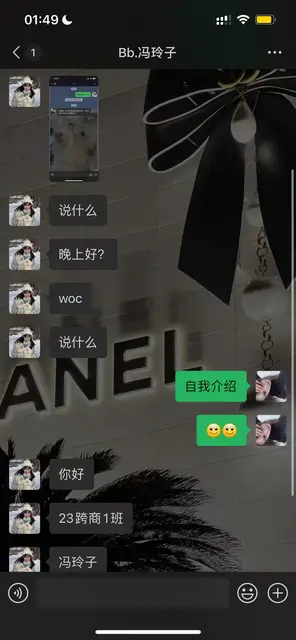 01:49
1
Bb.冯玲子
说什么
晚上好?
woc
说什么
ANEL
自我介绍
你好
23跨商1班
冯玲子